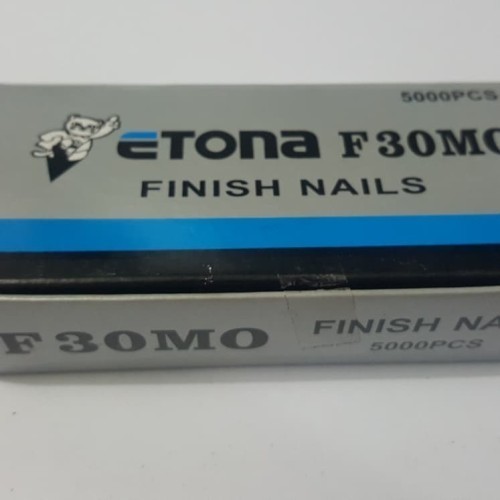 5000PCS
ETONA F30MO
FINISH NAILS
F30MO FINISH NA
5000PCS